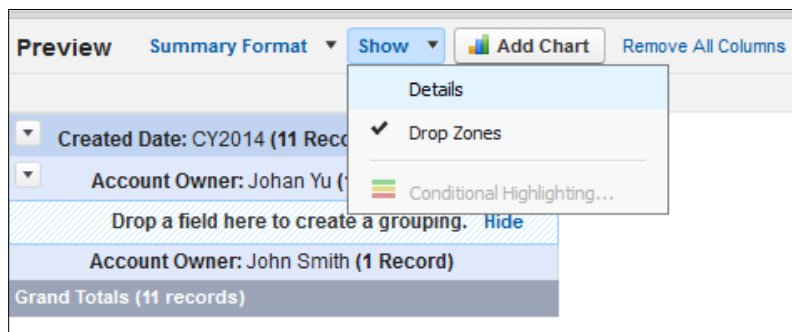 Preview Summary Format Show Add Chart Remove All Columns
Details
Drop Zones
Conditional Highlighting...
Created Date: CY2014 (11 Reco
Account Owner: Johan Yu (
Drop a field here to create a grouping. Hide
Account Owner: John Smith (1 Record)
Grand Totals (11 records)